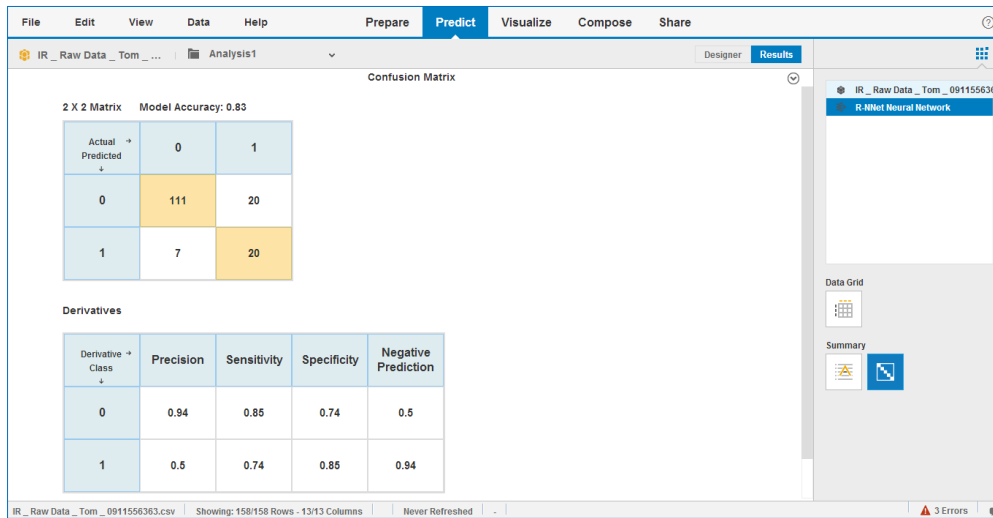 File Edit View Data Help Prepare Predict Visualize Compose Share
IR _ Raw Data _ Tom _ ... Analysis1 Designer Results
Confusion Matrix
2 X 2 Matrix Model Accuracy: 0.83
Actual → 0 1
Predicted
↓
0 111 20
1 7 20
Derivatives
Derivative → Precision Sensitivity Specificity Negative Prediction
Class
↓
0 0.94 0.85 0.74 0.5
1 0.5 0.74 0.85 0.94
IR _ Raw Data _ Tom _ 091155636
R-NNet Neural Network
Data Grid
Summary
IR _ Raw Data _ Tom _ 0911556363.csv Showing: 158/158 Rows - 13/13 Columns Never Refreshed - 3 Errors